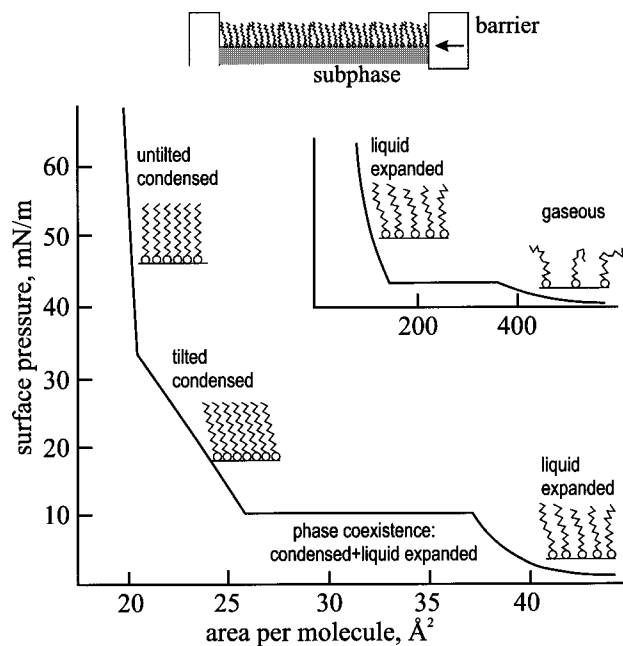 barrier
subphase
untilted
condensed
liquid
expanded
gaseous
60
50
40
30
20
10
surface pressure, mN/m
200
400
tilted
condensed
liquid
expanded
phase coexistence:
condensed+liquid expanded
20
25
30
35
40
area per molecule, Å²